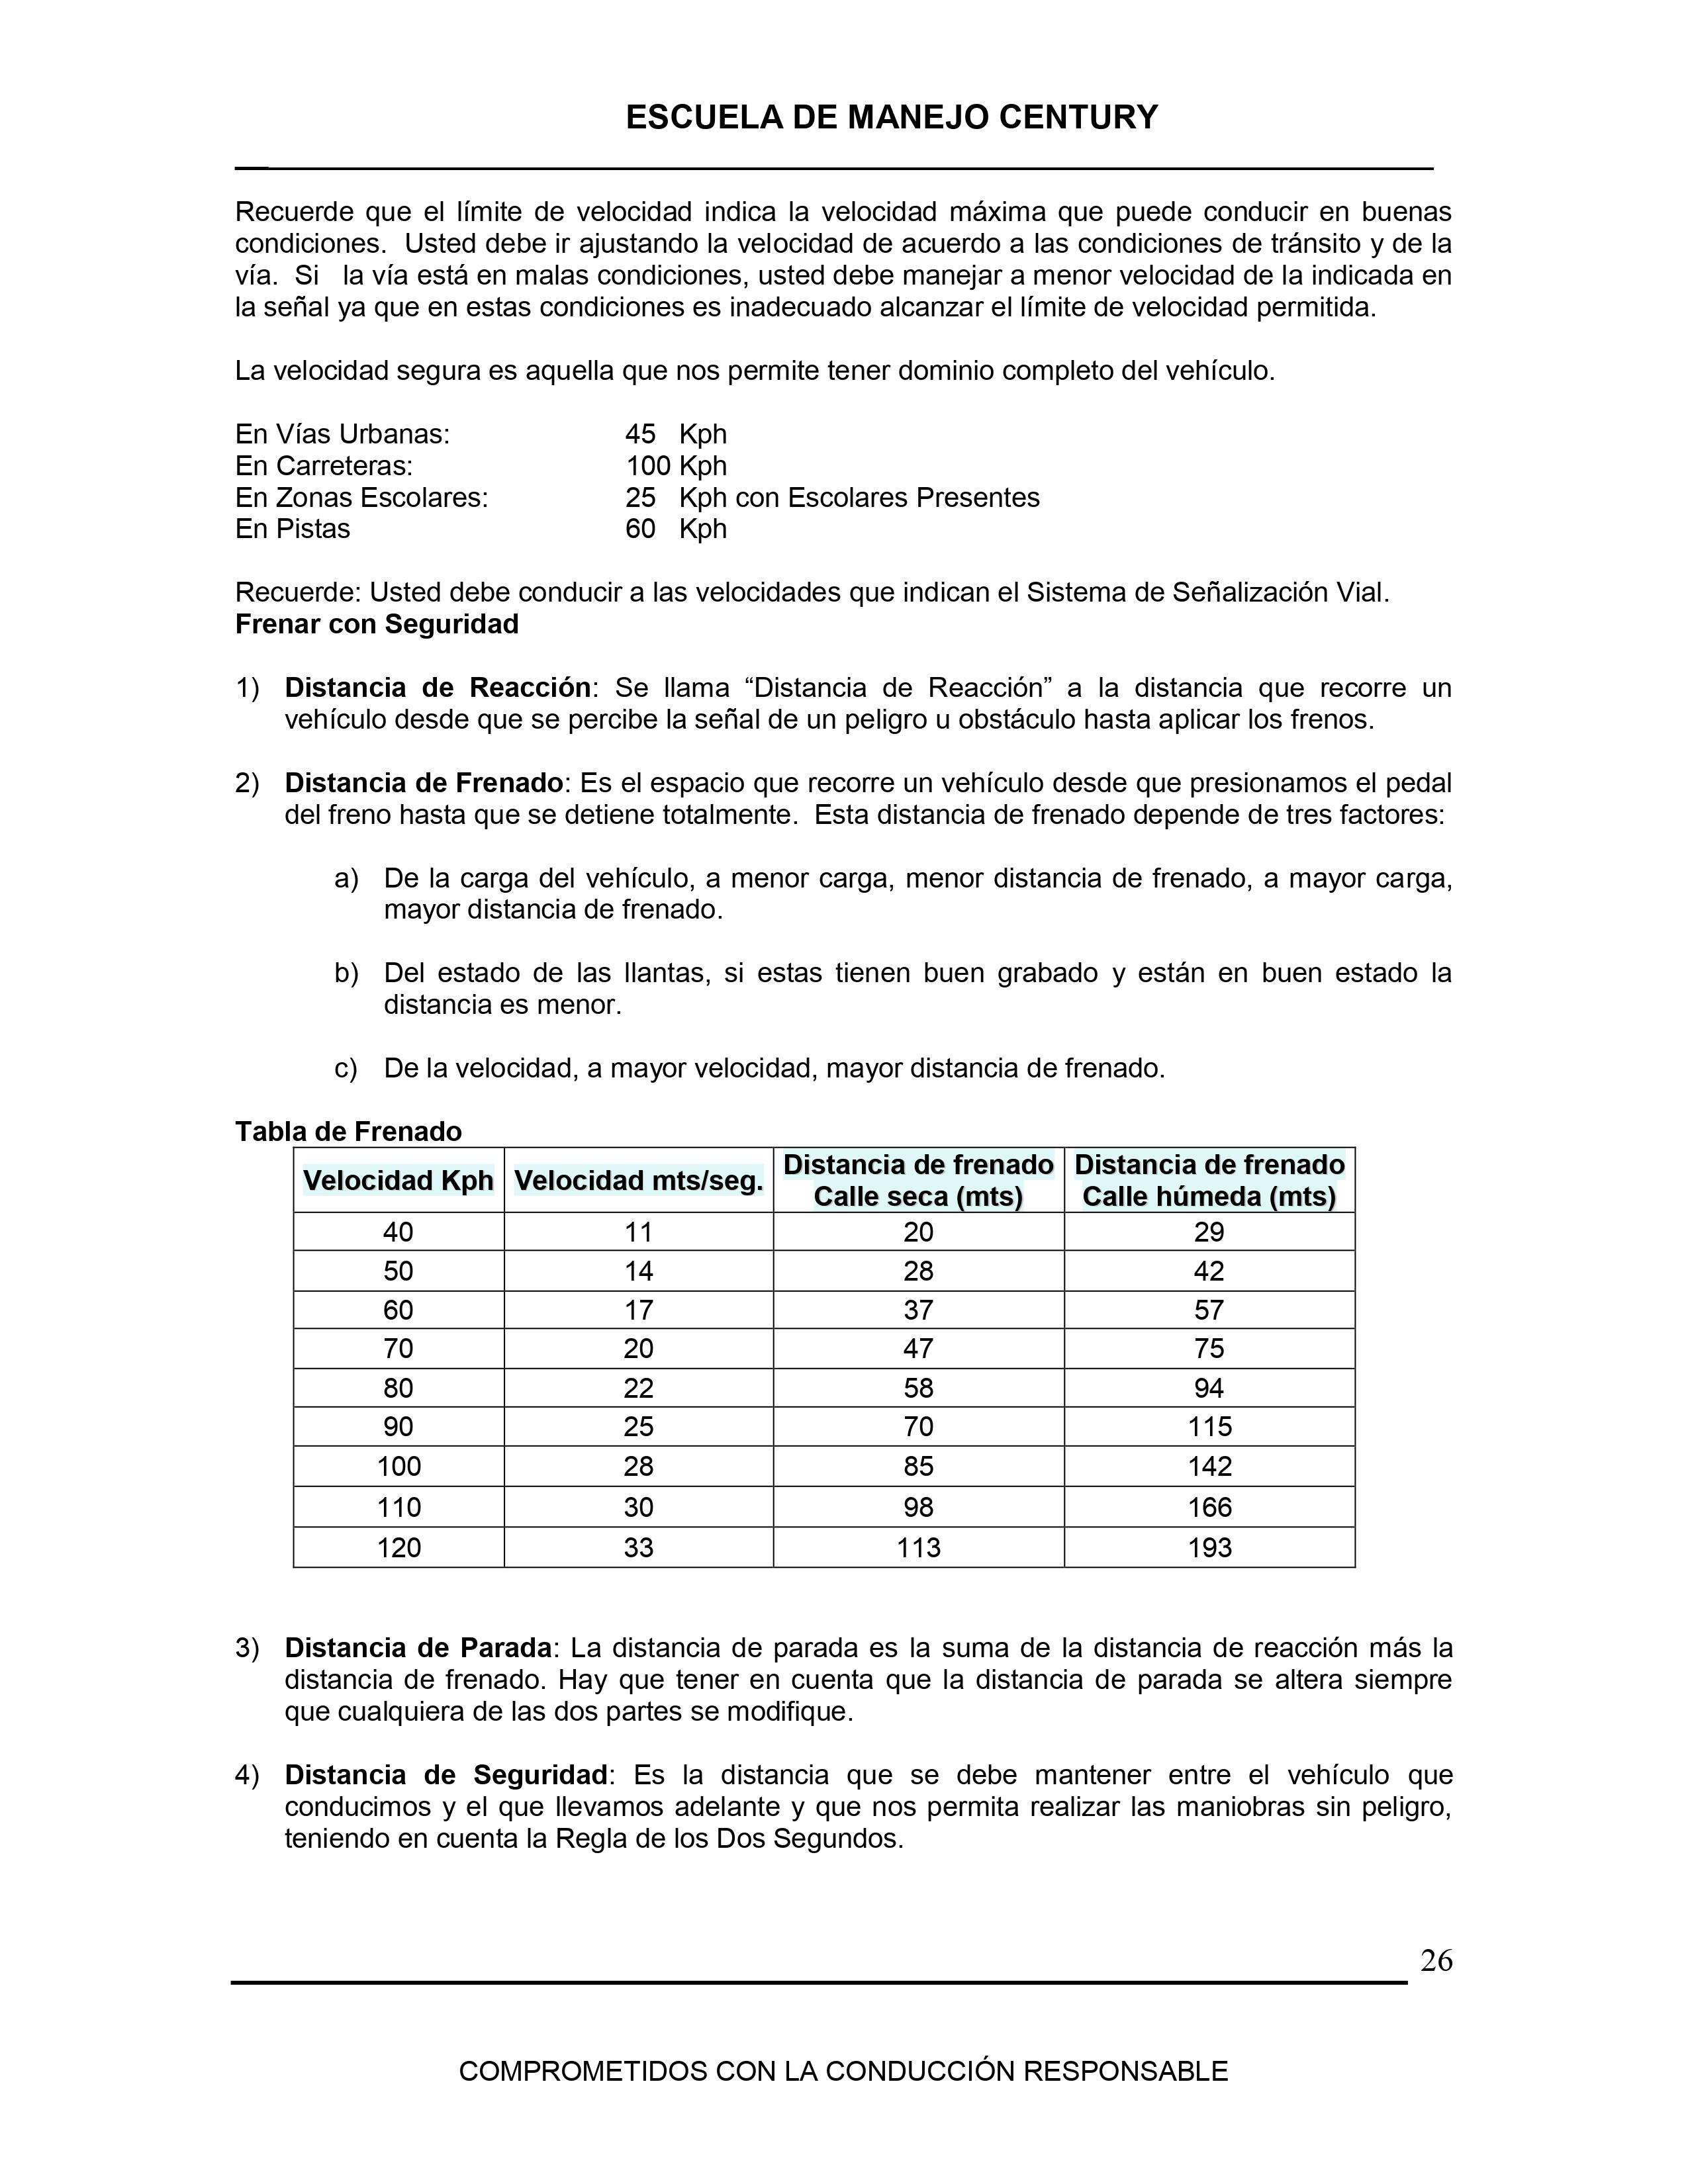 ESCUELA DE MANEJO CENTURY
Recuerde que el límite de velocidad indica la velocidad máxima que puede conducir en buenas
condiciones. Usted debe ir ajustando la velocidad de acuerdo a las condiciones de tránsito y de la
vía. Si la vía está en malas condiciones, usted debe manejar a menor velocidad de la indicada en
la señal ya que en estas condiciones es inadecuado alcanzar el límite de velocidad permitida.
La velocidad segura es aquella que nos permite tener dominio completo del vehículo.
En Vías Urbanas: 45 Kph
En Carreteras: 100 Kph
En Zonas Escolares: 25 Kph con Escolares Presentes
En Pistas 60 Kph
Recuerde: Usted debe conducir a las velocidades que indican el Sistema de Señalización Vial.
Frenar con Seguridad
1) Distancia de Reacción: Se llama “Distancia de Reacción” a la distancia que recorre un
vehículo desde que se percibe la señal de un peligro u obstáculo hasta aplicar los frenos.
2) Distancia de Frenado: Es el espacio que recorre un vehículo desde que presionamos el pedal
del freno hasta que se detiene totalmente. Esta distancia de frenado depende de tres factores:
a) De la carga del vehículo, a menor carga, menor distancia de frenado, a mayor carga,
mayor distancia de frenado.
b) Del estado de las llantas, si estas tienen buen grabado y están en buen estado la
distancia es menor.
c) De la velocidad, a mayor velocidad, mayor distancia de frenado.
Tabla de Frenado
Velocidad Kph Velocidad mts/seg. Distancia de frenado Distancia de frenado
Calle seca (mts) Calle húmeda (mts)
40 11 20 29
50 14 28 42
60 17 37 57
70 20 47 75
80 22 58 94
90 25 70 115
100 28 85 142
110 30 98 166
120 33 113 193
3) Distancia de Parada: La distancia de parada es la suma de la distancia de reacción más la
distancia de frenado. Hay que tener en cuenta que la distancia de parada se altera siempre
que cualquiera de las dos partes se modifique.
4) Distancia de Seguridad: Es la distancia que se debe mantener entre el vehículo que
conducimos y el que llevamos adelante y que nos permita realizar las maniobras sin peligro,
teniendo en cuenta la Regla de los Dos Segundos.
26
COMPROMETIDOS CON LA CONDUCCIÓN RESPONSABLE